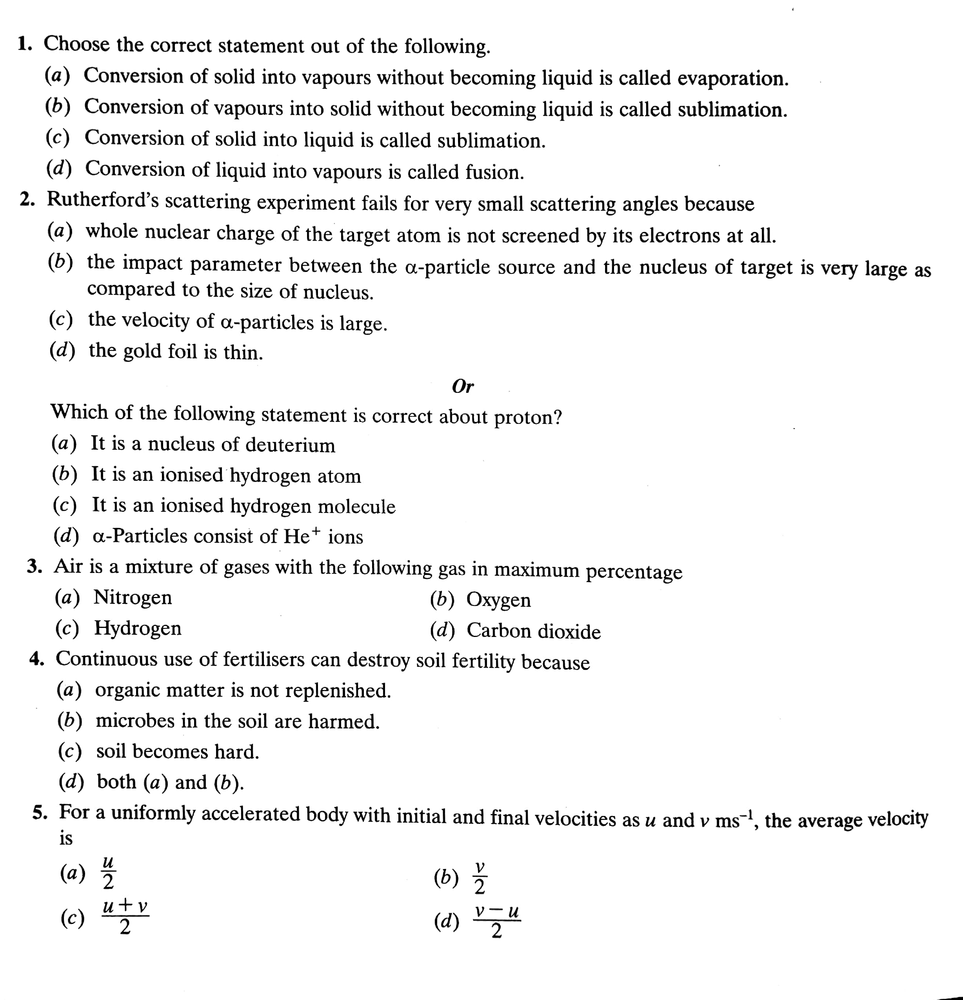 1. Choose the correct statement out of the following.
(a) Conversion of solid into vapours without becoming liquid is called evaporation.
(b) Conversion of vapours into solid without becoming liquid is called sublimation.
(c) Conversion of solid into liquid is called sublimation.
(d) Conversion of liquid into vapours is called fusion.
2. Rutherford's scattering experiment fails for very small scattering angles because
(a) whole nuclear charge of the target atom is not screened by its electrons at all.
(b) the impact parameter between the α-particle source and the nucleus of target is very large as
compared to the size of nucleus.
(c) the velocity of α-particles is large.
(d) the gold foil is thin.
Or
Which of the following statement is correct about proton?
(a) It is a nucleus of deuterium
(b) It is an ionised hydrogen atom
(c) It is an ionised hydrogen molecule
(d) α-Particles consist of He⁺ ions
3. Air is a mixture of gases with the following gas in maximum percentage
(a) Nitrogen (b) Oxygen
(c) Hydrogen (d) Carbon dioxide
4. Continuous use of fertilisers can destroy soil fertility because
(a) organic matter is not replenished.
(b) microbes in the soil are harmed.
(c) soil becomes hard.
(d) both (a) and (b).
5. For a uniformly accelerated body with initial and final velocities as u and v ms⁻¹, the average velocity
is
(a) u/2 (b) v/2
(c) (u + v)/2 (d) (v − u)/2